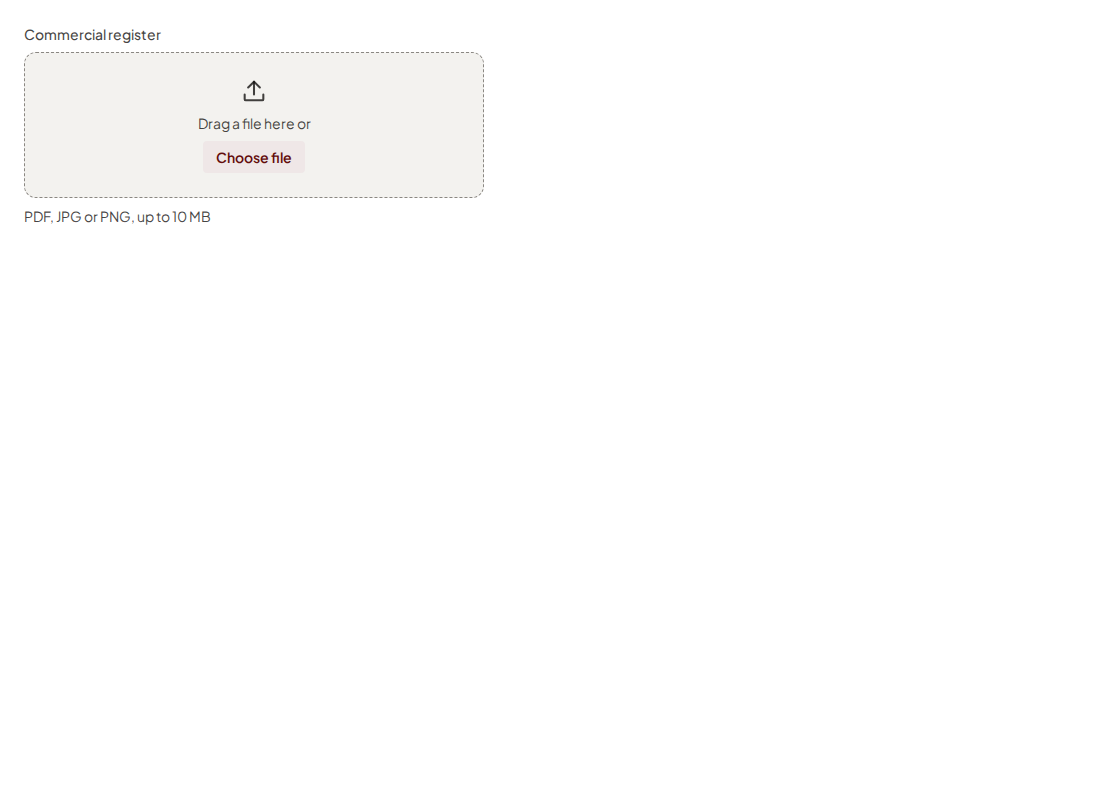 Commercial register
Drag a file here or
Choose file
PDF, JPG or PNG, up to 10 MB